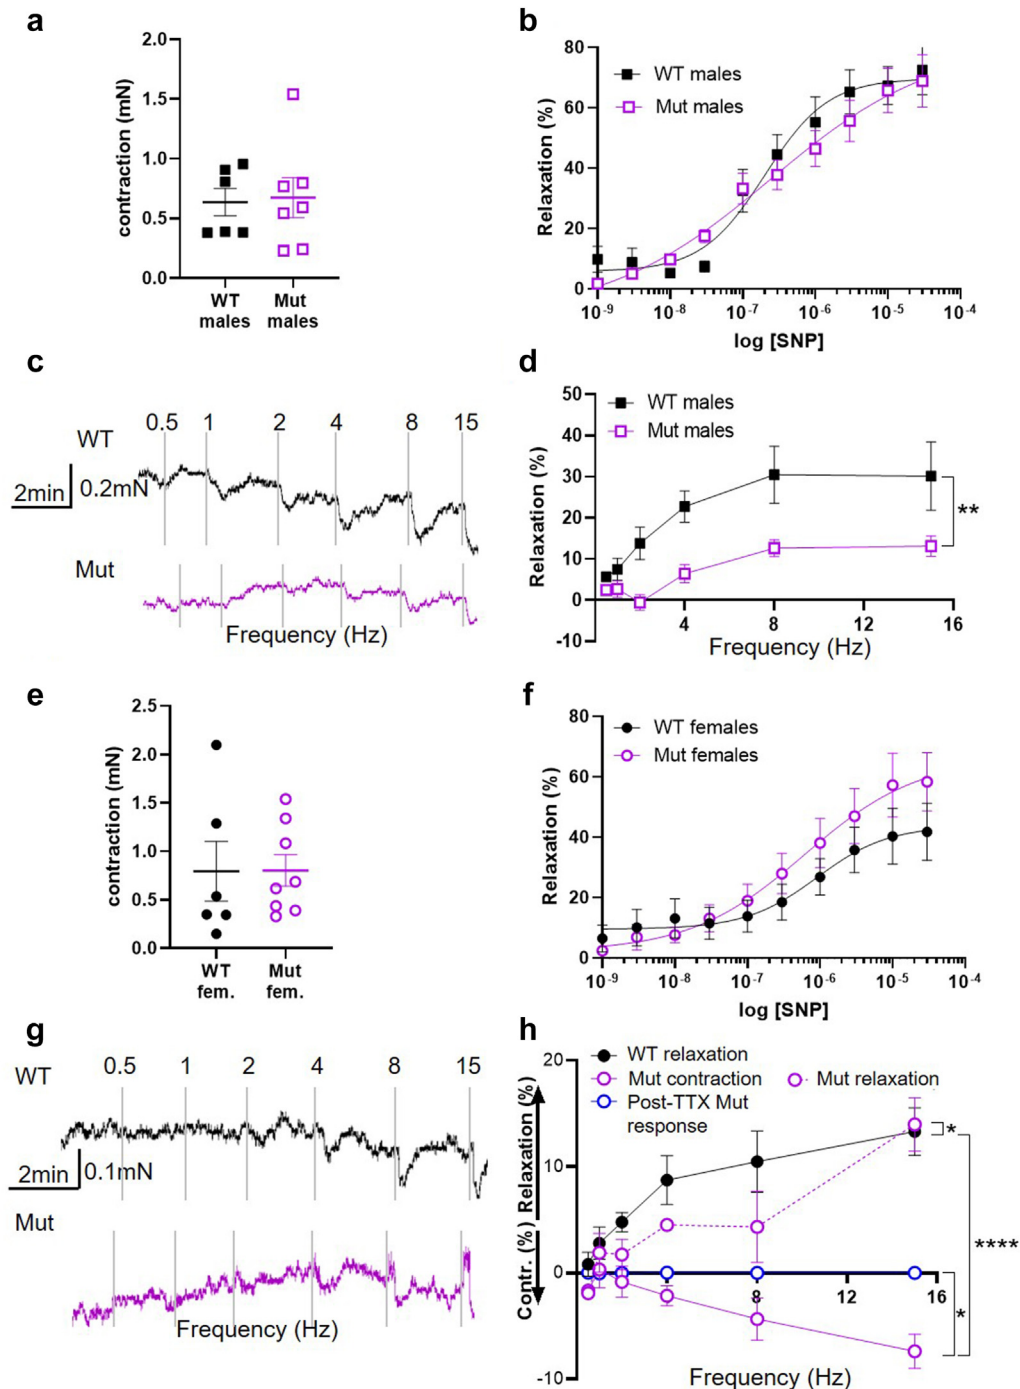 a
contraction (mN)
2.0
1.5
1.0
0.5
0.0
WT
males
Mut
males
b
WT males
Mut males
Relaxation (%)
80
60
40
20
0
10-9
10-8
10-7
10-6
10-5
10-4
log [SNP]
c
0.5
1
2
4
8
15
WT
2min
0.2mN
Mut
Frequency (Hz)
d
WT males
Mut males
Relaxation (%)
50
40
30
20
10
0
-10
4
8
12
16
**
Frequency (Hz)
e
contraction (mN)
2.5
2.0
1.5
1.0
0.5
0.0
WT
fem.
Mut
fem.
f
WT females
Mut females
Relaxation (%)
80
60
40
20
0
10-9
10-8
10-7
10-6
10-5
10-4
log [SNP]
g
0.5
1
2
4
8
15
WT
2min
0.1mN
Mut
Frequency (Hz)
h
WT relaxation
Mut contraction
Mut relaxation
Post-TTX Mut
response
Contr. (%)
Relaxation (%)
20
10
0
-10
8
12
16
*
****
*
Frequency (Hz)